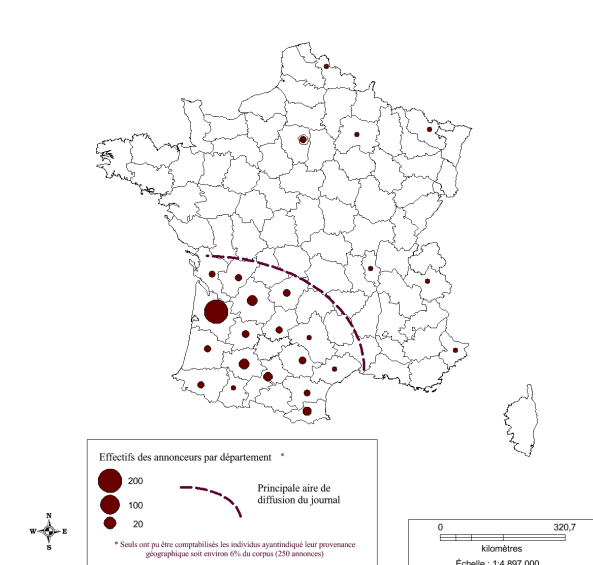 Effectifs des annonceurs par département *
200
100
20
Principale aire de
diffusion du journal
* Seuls ont pu être comptabilisés les individus ayantindiqué leur provenance
géographique soit environ 6% du corpus (250 annonces)
N
W E
S
0 320,7
kilomètres
Échelle : 1:4 897 000